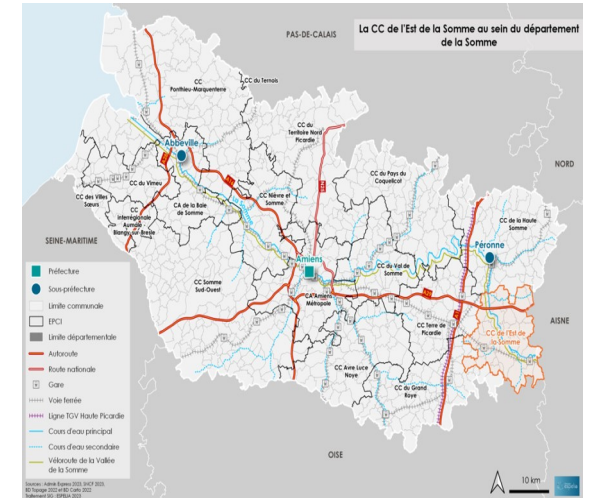 La CC de l'Est de la Somme au sein du département
de la Somme
PAS-DE-CALAIS
NORD
AISNE
OISE
SEINE-MARITIME
CC
Ponthieu-Marquenterre
CC du Ternois
Abbeville
CC du
Territoire Nord
Picardie
CC du Pays du
Coquelicot
CC de la Haute
Somme
Péronne
CC du Vimeu
CC des Villes
Sœurs
CC
Interrégionale
Aumale
Blangy-sur-Bresle
CA de la Baie
de Somme
CC Nièvre et
Somme
Amiens
CC du Val de
Somme
CA Amiens
Métropole
CC Somme
Sud-Ouest
CC Terre de
Picardie
CC de l'Est de
la Somme
CC Avre Luce
Noye
CC du Grand
Roye
Préfecture
Sous-préfecture
Limite communale
EPCI
Limite départementale
Autoroute
Route nationale
Gare
Voie ferrée
Ligne TGV Haute Picardie
Cours d'eau principal
Cours d'eau secondaire
Véloroute de la Vallée
de la Somme
10 km